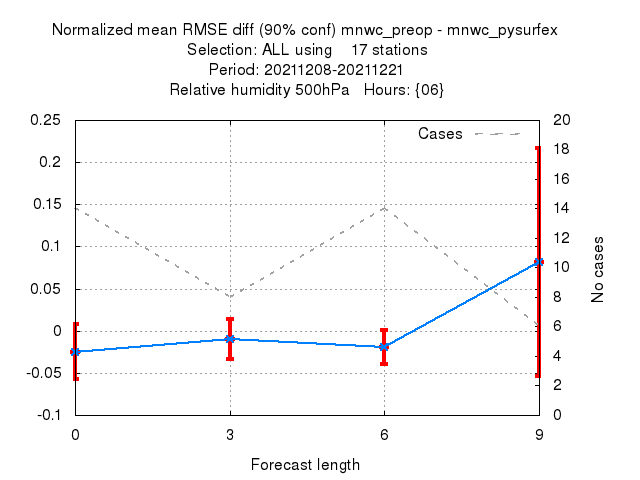 Normalized mean RMSE diff (90% conf) mnwc_preop - mnwc_pysurfex
Selection: ALL using 17 stations
Period: 20211208-20211221
Relative humidity 500hPa Hours: {06}
Cases
0.25
0.2
0.15
0.1
0.05
0
-0.05
-0.1
20
18
16
14
12
10
8
6
4
2
0
No cases
0 3 6 9
Forecast length